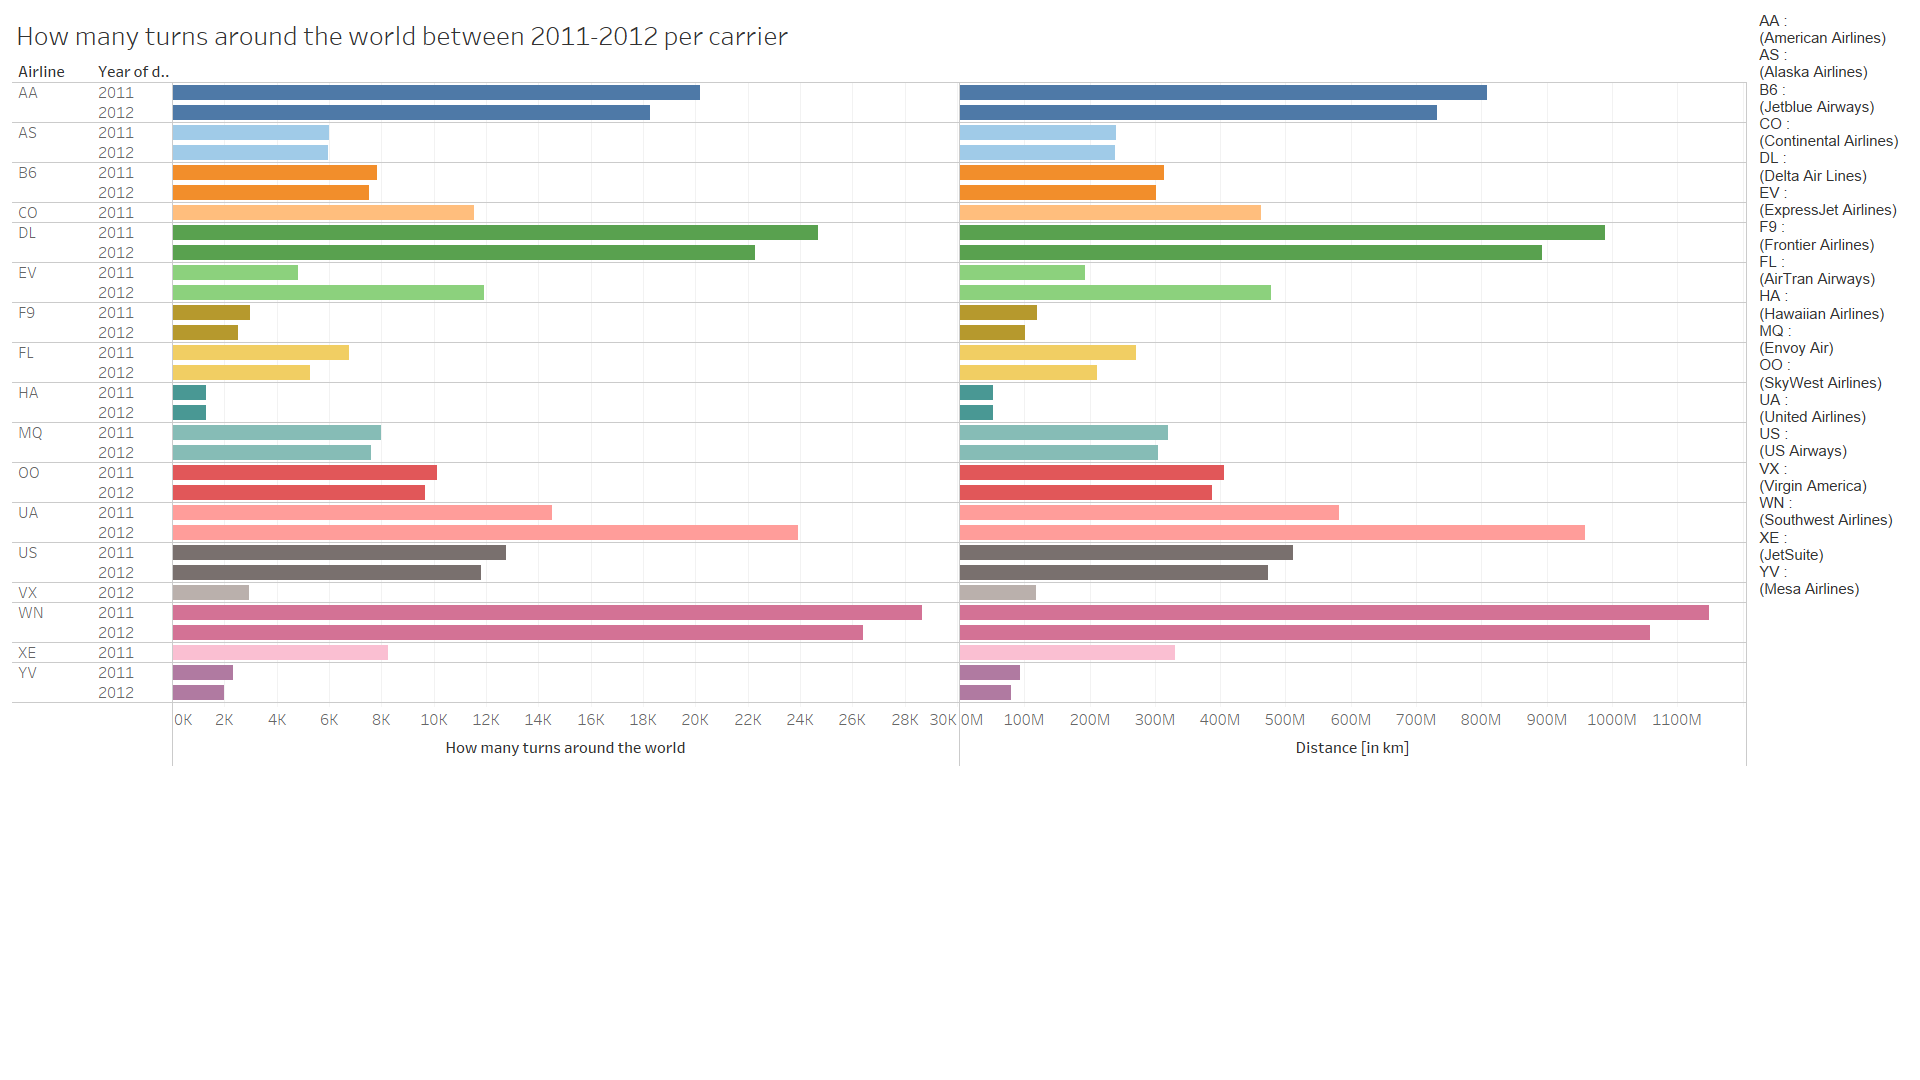 How many turns around the world between 2011-2012 per carrier
Airline Year of d..
AA 2011
2012
AS 2011
2012
B6 2011
2012
CO 2011
DL 2011
2012
EV 2011
2012
F9 2011
2012
FL 2011
2012
HA 2011
2012
MQ 2011
2012
OO 2011
2012
UA 2011
2012
US 2011
2012
VX 2012
WN 2011
2012
XE 2011
YV 2011
2012
0K 2K 4K 6K 8K 10K 12K 14K 16K 18K 20K 22K 24K 26K 28K 30K
How many turns around the world
0M 100M 200M 300M 400M 500M 600M 700M 800M 900M 1000M 1100M
Distance [in km]
AA :
(American Airlines)
AS :
(Alaska Airlines)
B6 :
(Jetblue Airways)
CO :
(Continental Airlines)
DL :
(Delta Air Lines)
EV :
(ExpressJet Airlines)
F9 :
(Frontier Airlines)
FL :
(AirTran Airways)
HA :
(Hawaiian Airlines)
MQ :
(Envoy Air)
OO :
(SkyWest Airlines)
UA :
(United Airlines)
US :
(US Airways)
VX :
(Virgin America)
WN :
(Southwest Airlines)
XE :
(JetSuite)
YV :
(Mesa Airlines)